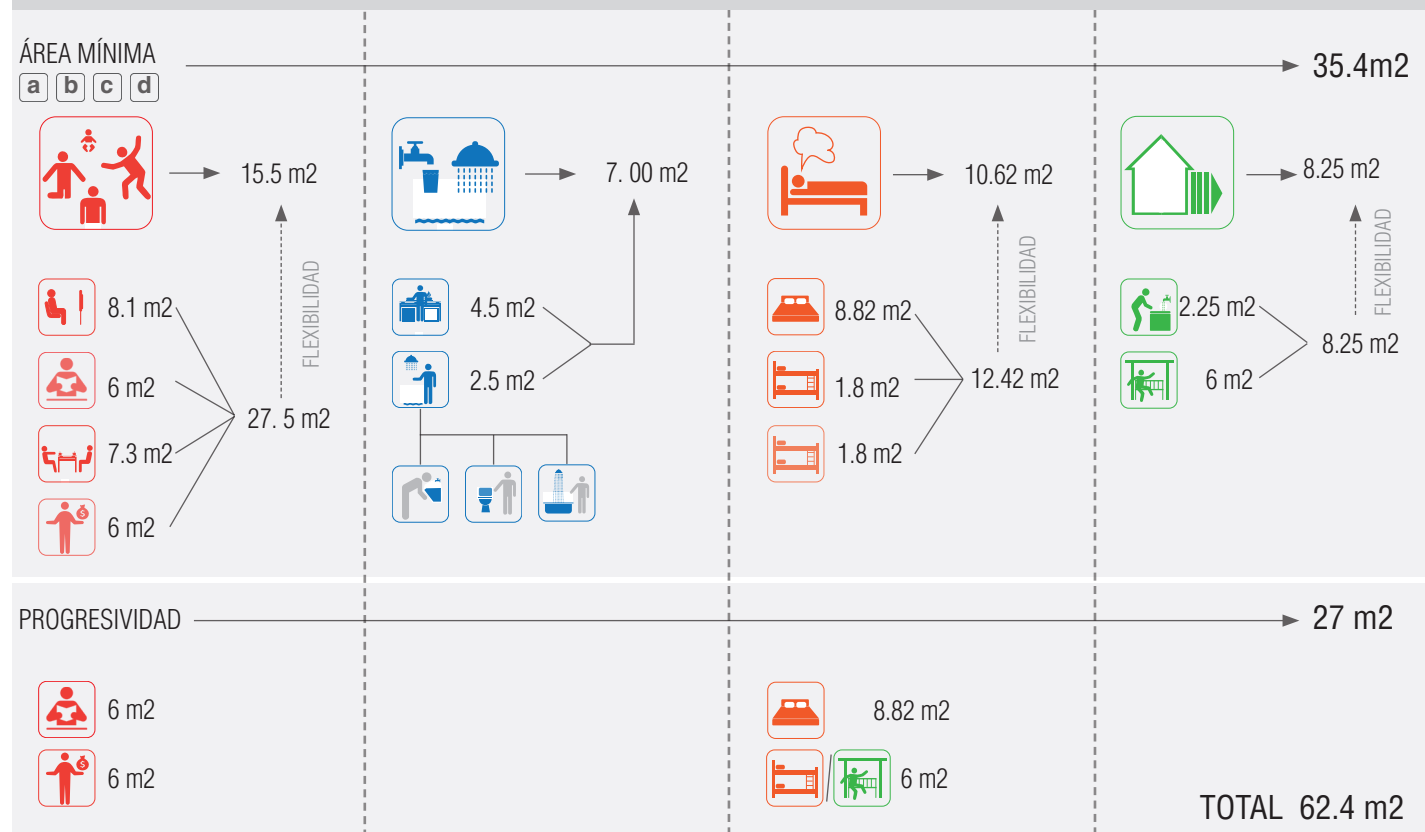 ÁREA MÍNIMA
a b c d
35.4m2
15.5 m2
FLEXIBILIDAD
8.1 m2
6 m2
7.3 m2
6 m2
27. 5 m2
7. 00 m2
4.5 m2
2.5 m2
10.62 m2
FLEXIBILIDAD
8.82 m2
1.8 m2
1.8 m2
12.42 m2
8.25 m2
FLEXIBILIDAD
2.25 m2
6 m2
8.25 m2
PROGRESIVIDAD
27 m2
6 m2
6 m2
8.82 m2
6 m2
TOTAL 62.4 m2